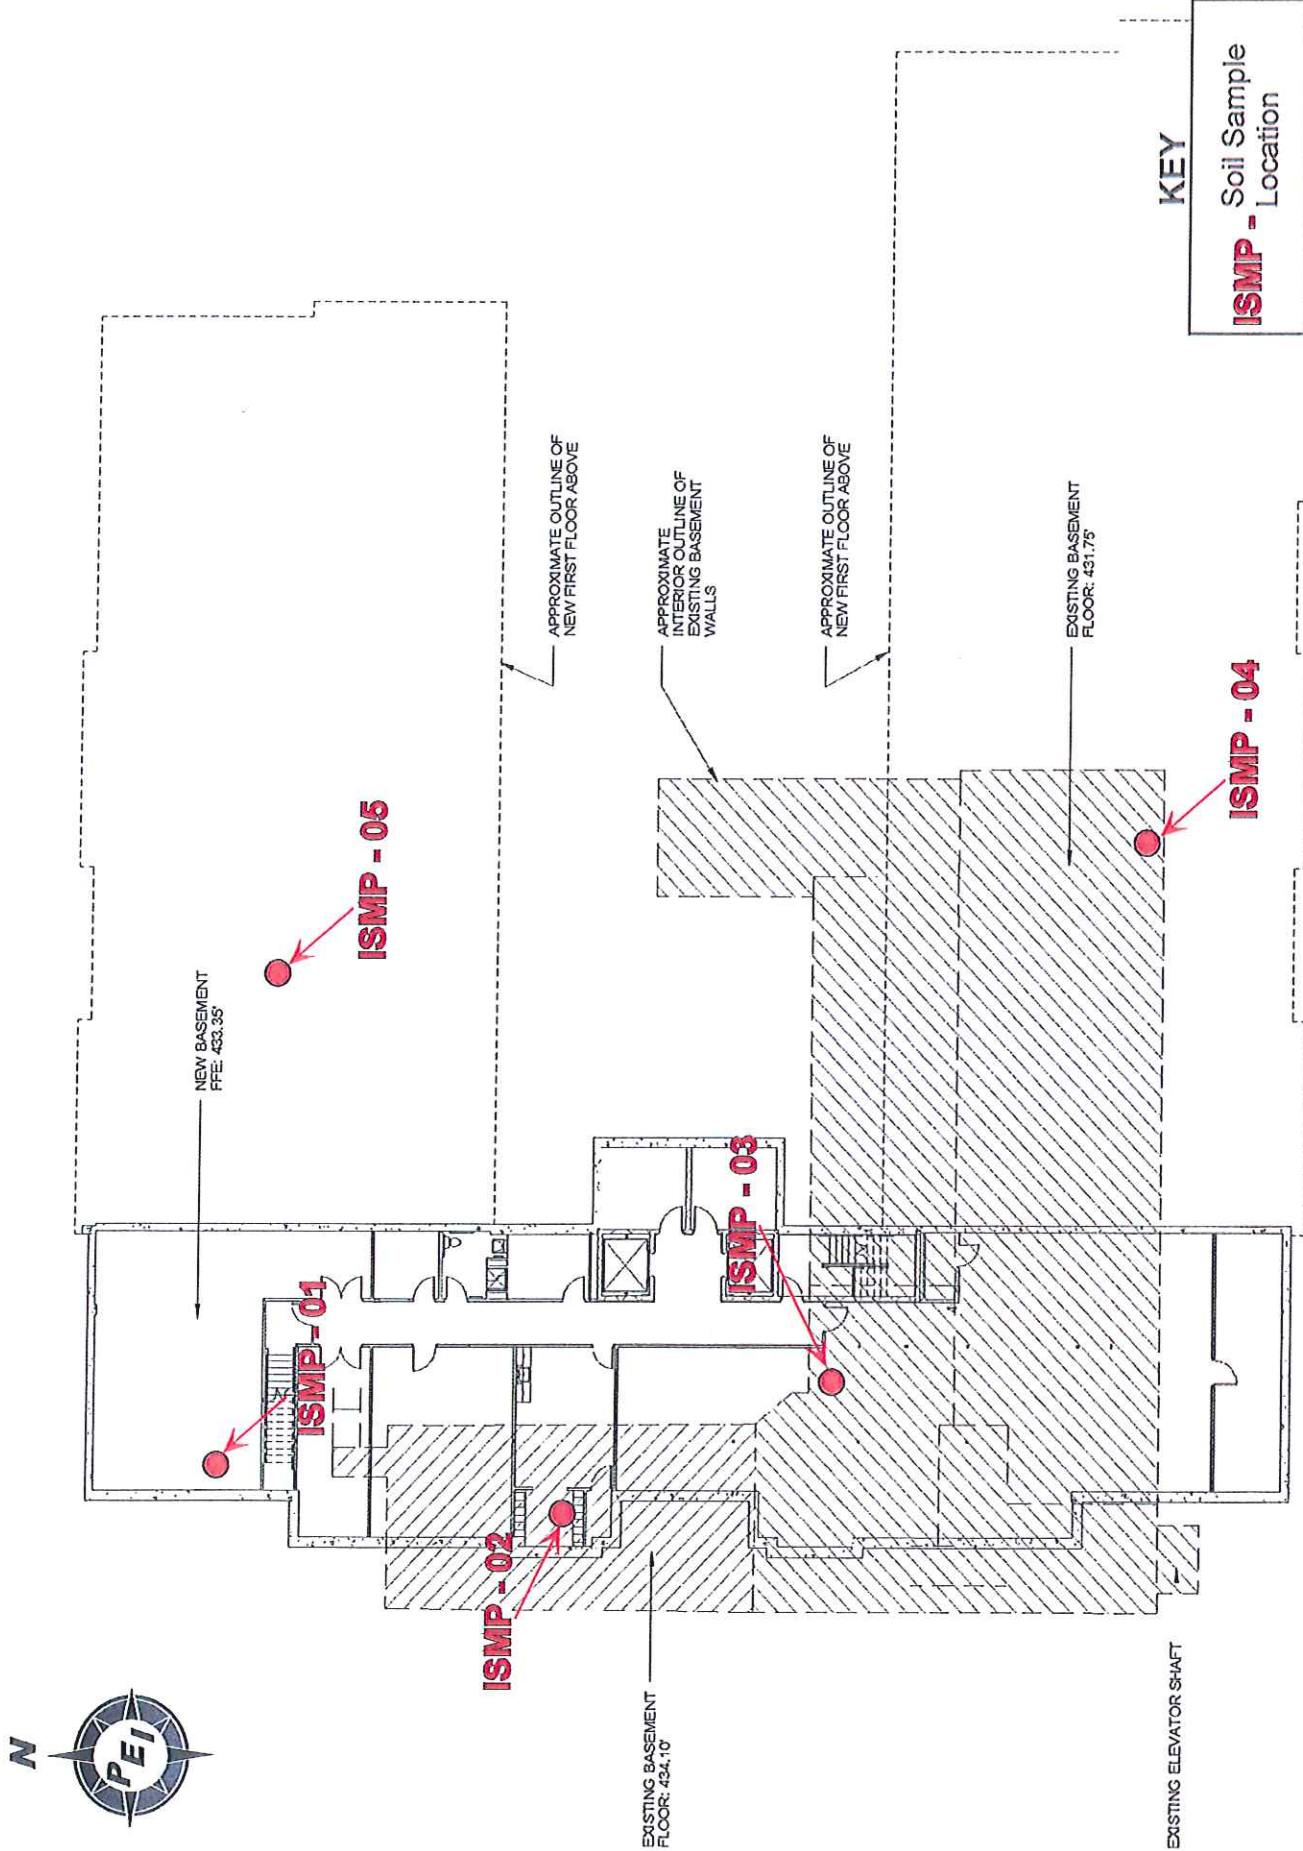 N
PEI
NEW BASEMENT
FFE: 433.35'
ISMP - 01
ISMP - 05
ISMP - 02
APPROXIMATE OUTLINE OF
NEW FIRST FLOOR ABOVE
APPROXIMATE
INTERIOR OUTLINE OF
EXISTING BASEMENT
WALLS
EXISTING BASEMENT
FLOOR: 434.10'
ISMP - 03
APPROXIMATE OUTLINE OF
NEW FIRST FLOOR ABOVE
EXISTING BASEMENT
FLOOR: 431.75'
ISMP - 04
EXISTING ELEVATOR SHAFT
KEY
ISMP - Soil Sample
Location